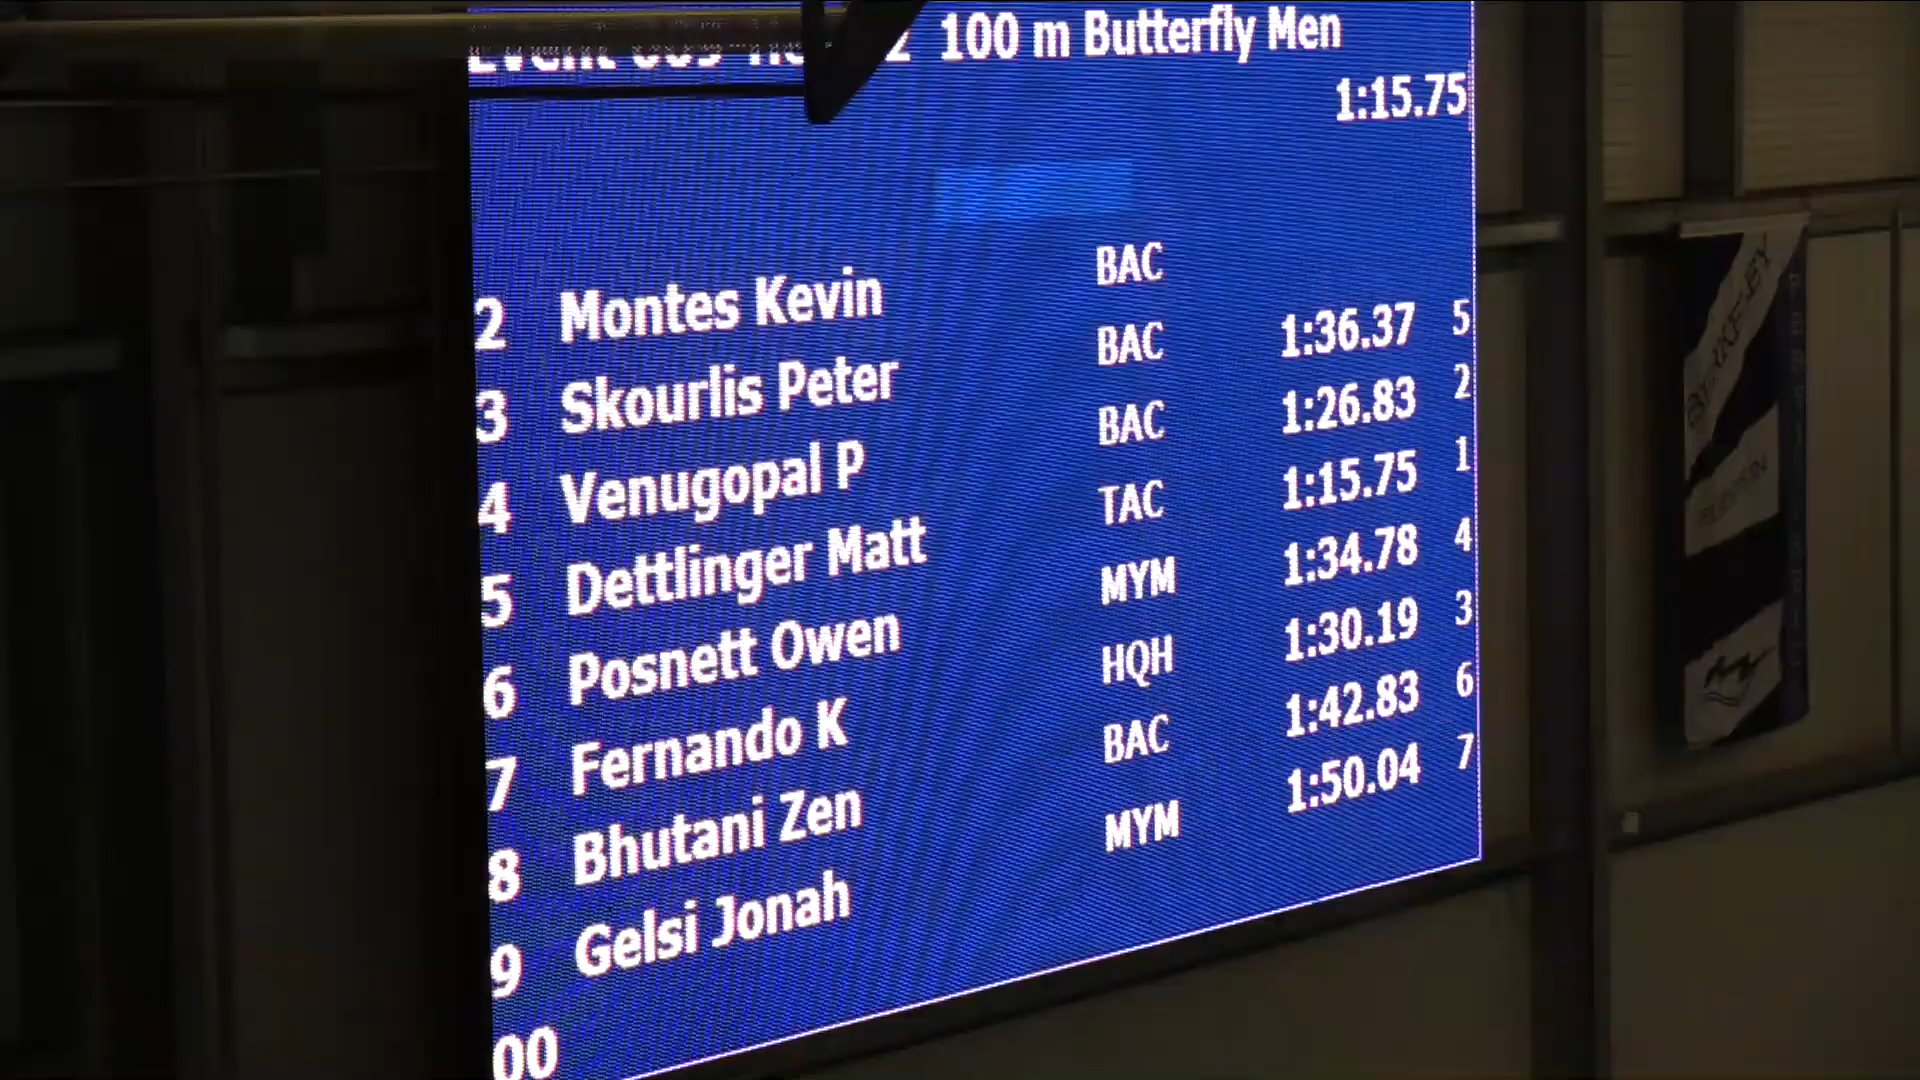 100 m Butterfly Men
1:15.75
2 Montes Kevin BAC
3 Skourlis Peter BAC 1:36.37 5
4 Venugopal P BAC 1:26.83 2
5 Dettlinger Matt TAC 1:15.75 1
6 Posnett Owen MYM 1:34.78 4
7 Fernando K HQH 1:30.19 3
8 Bhutani Zen BAC 1:42.83 6
9 Gelsi Jonah MYM 1:50.04 7
00